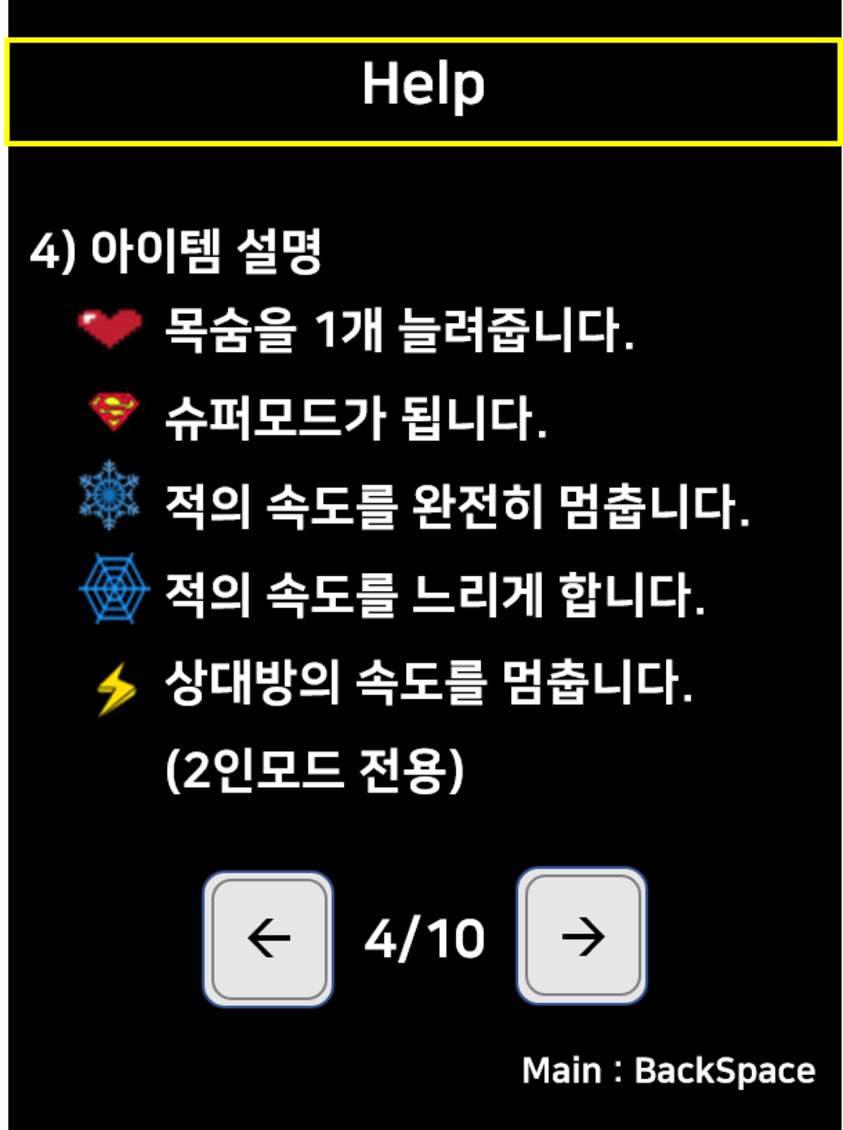 Help
4) 아이템 설명
목숨을 1개 늘려줍니다.
슈퍼모드가 됩니다.
적의 속도를 완전히 멈춥니다.
적의 속도를 느리게 합니다.
상대방의 속도를 멈춥니다.
(2인모드 전용)
← 4/10 →
Main : BackSpace